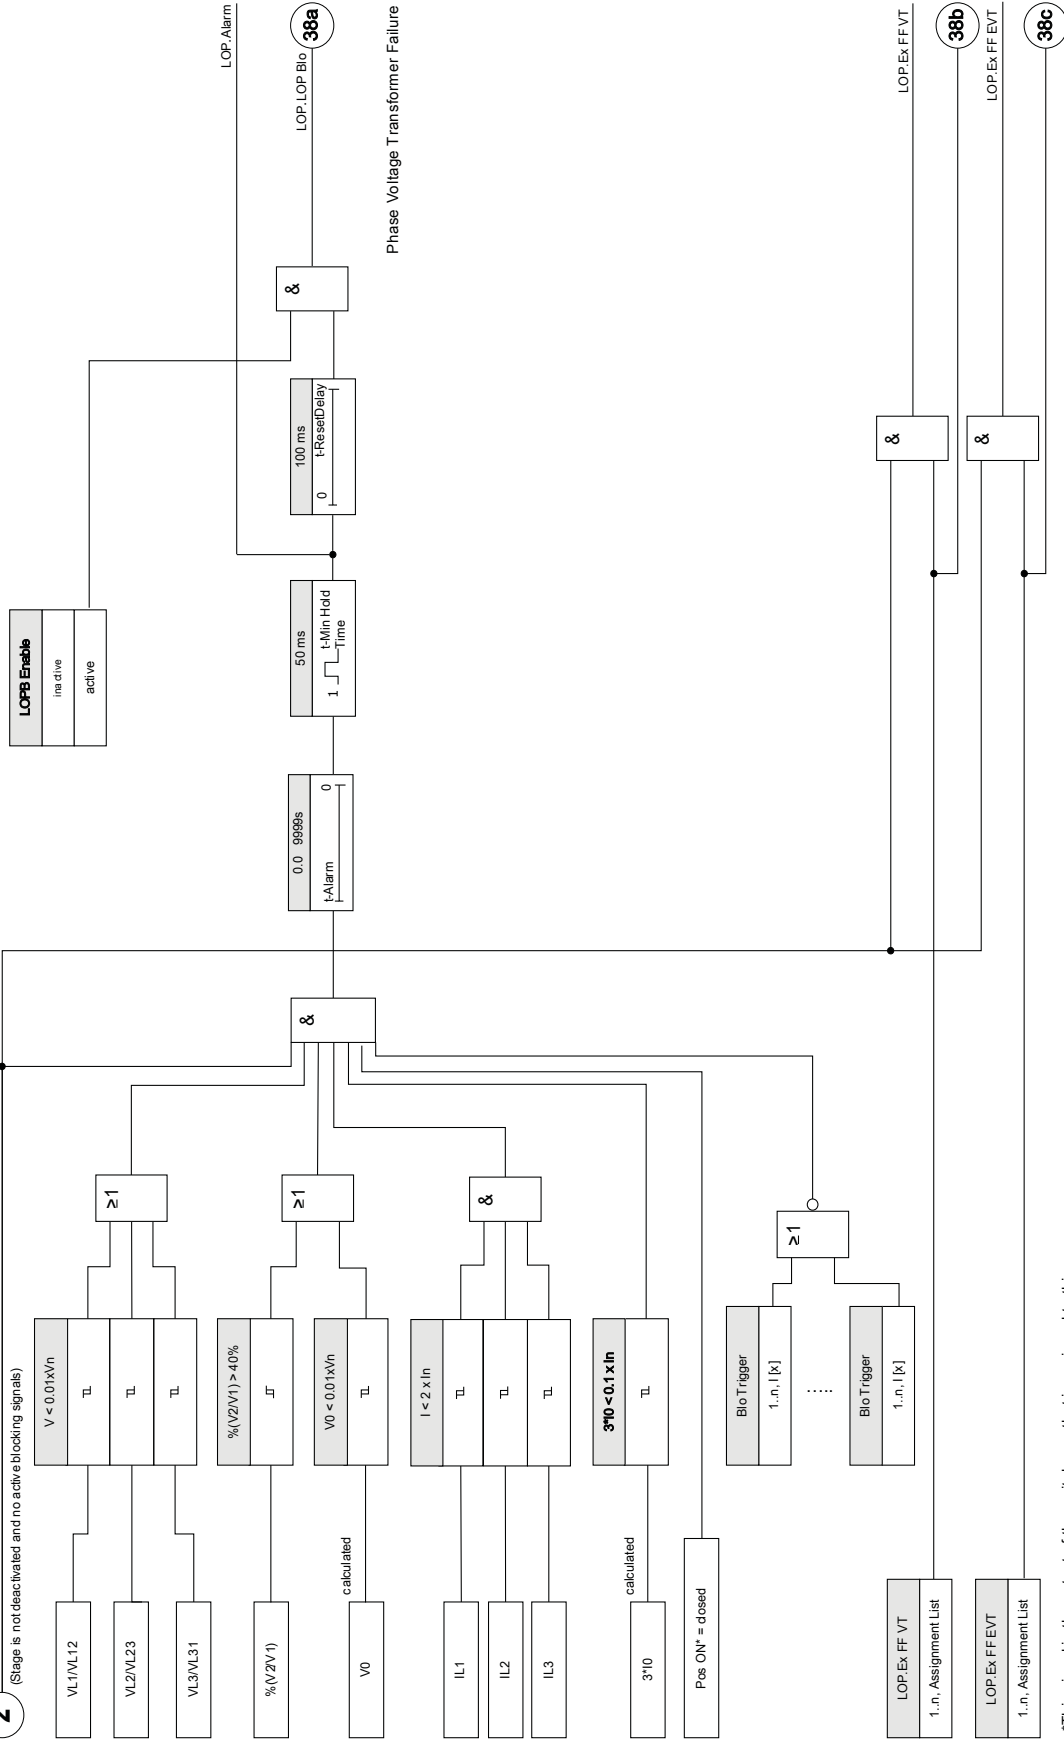 2
(Stage is not deactivated and no active blocking signals)
VL1/VL12
VL2/VL23
VL3/VL31
V < 0.01xVn
≥1
%(V2/V1)
%(V2/V1) > 40%
V0
calculated
V0 < 0.01xVn
≥1
IL1
IL2
IL3
I < 2 x In
&
3*I0
calculated
3*I0 < 0.1 x In
Pos ON* = closed
Blo Trigger
1..n, I [x]
.....
Blo Trigger
1..n, I [x]
≥1
&
0.0 9999s
t-Alarm
0
50 ms
1
t-Min Hold
Time
100 ms
0
t-ResetDelay
LOPB Enable
inactive
active
&
LOP.Alarm
LOP.LOP Blo
38a
Phase Voltage Transformer Failure
LOP.Ex FF VT
1..n, Assignment List
&
LOP.Ex FF VT
38b
LOP.Ex FF EVT
1..n, Assignment List
&
LOP.Ex FF EVT
38c